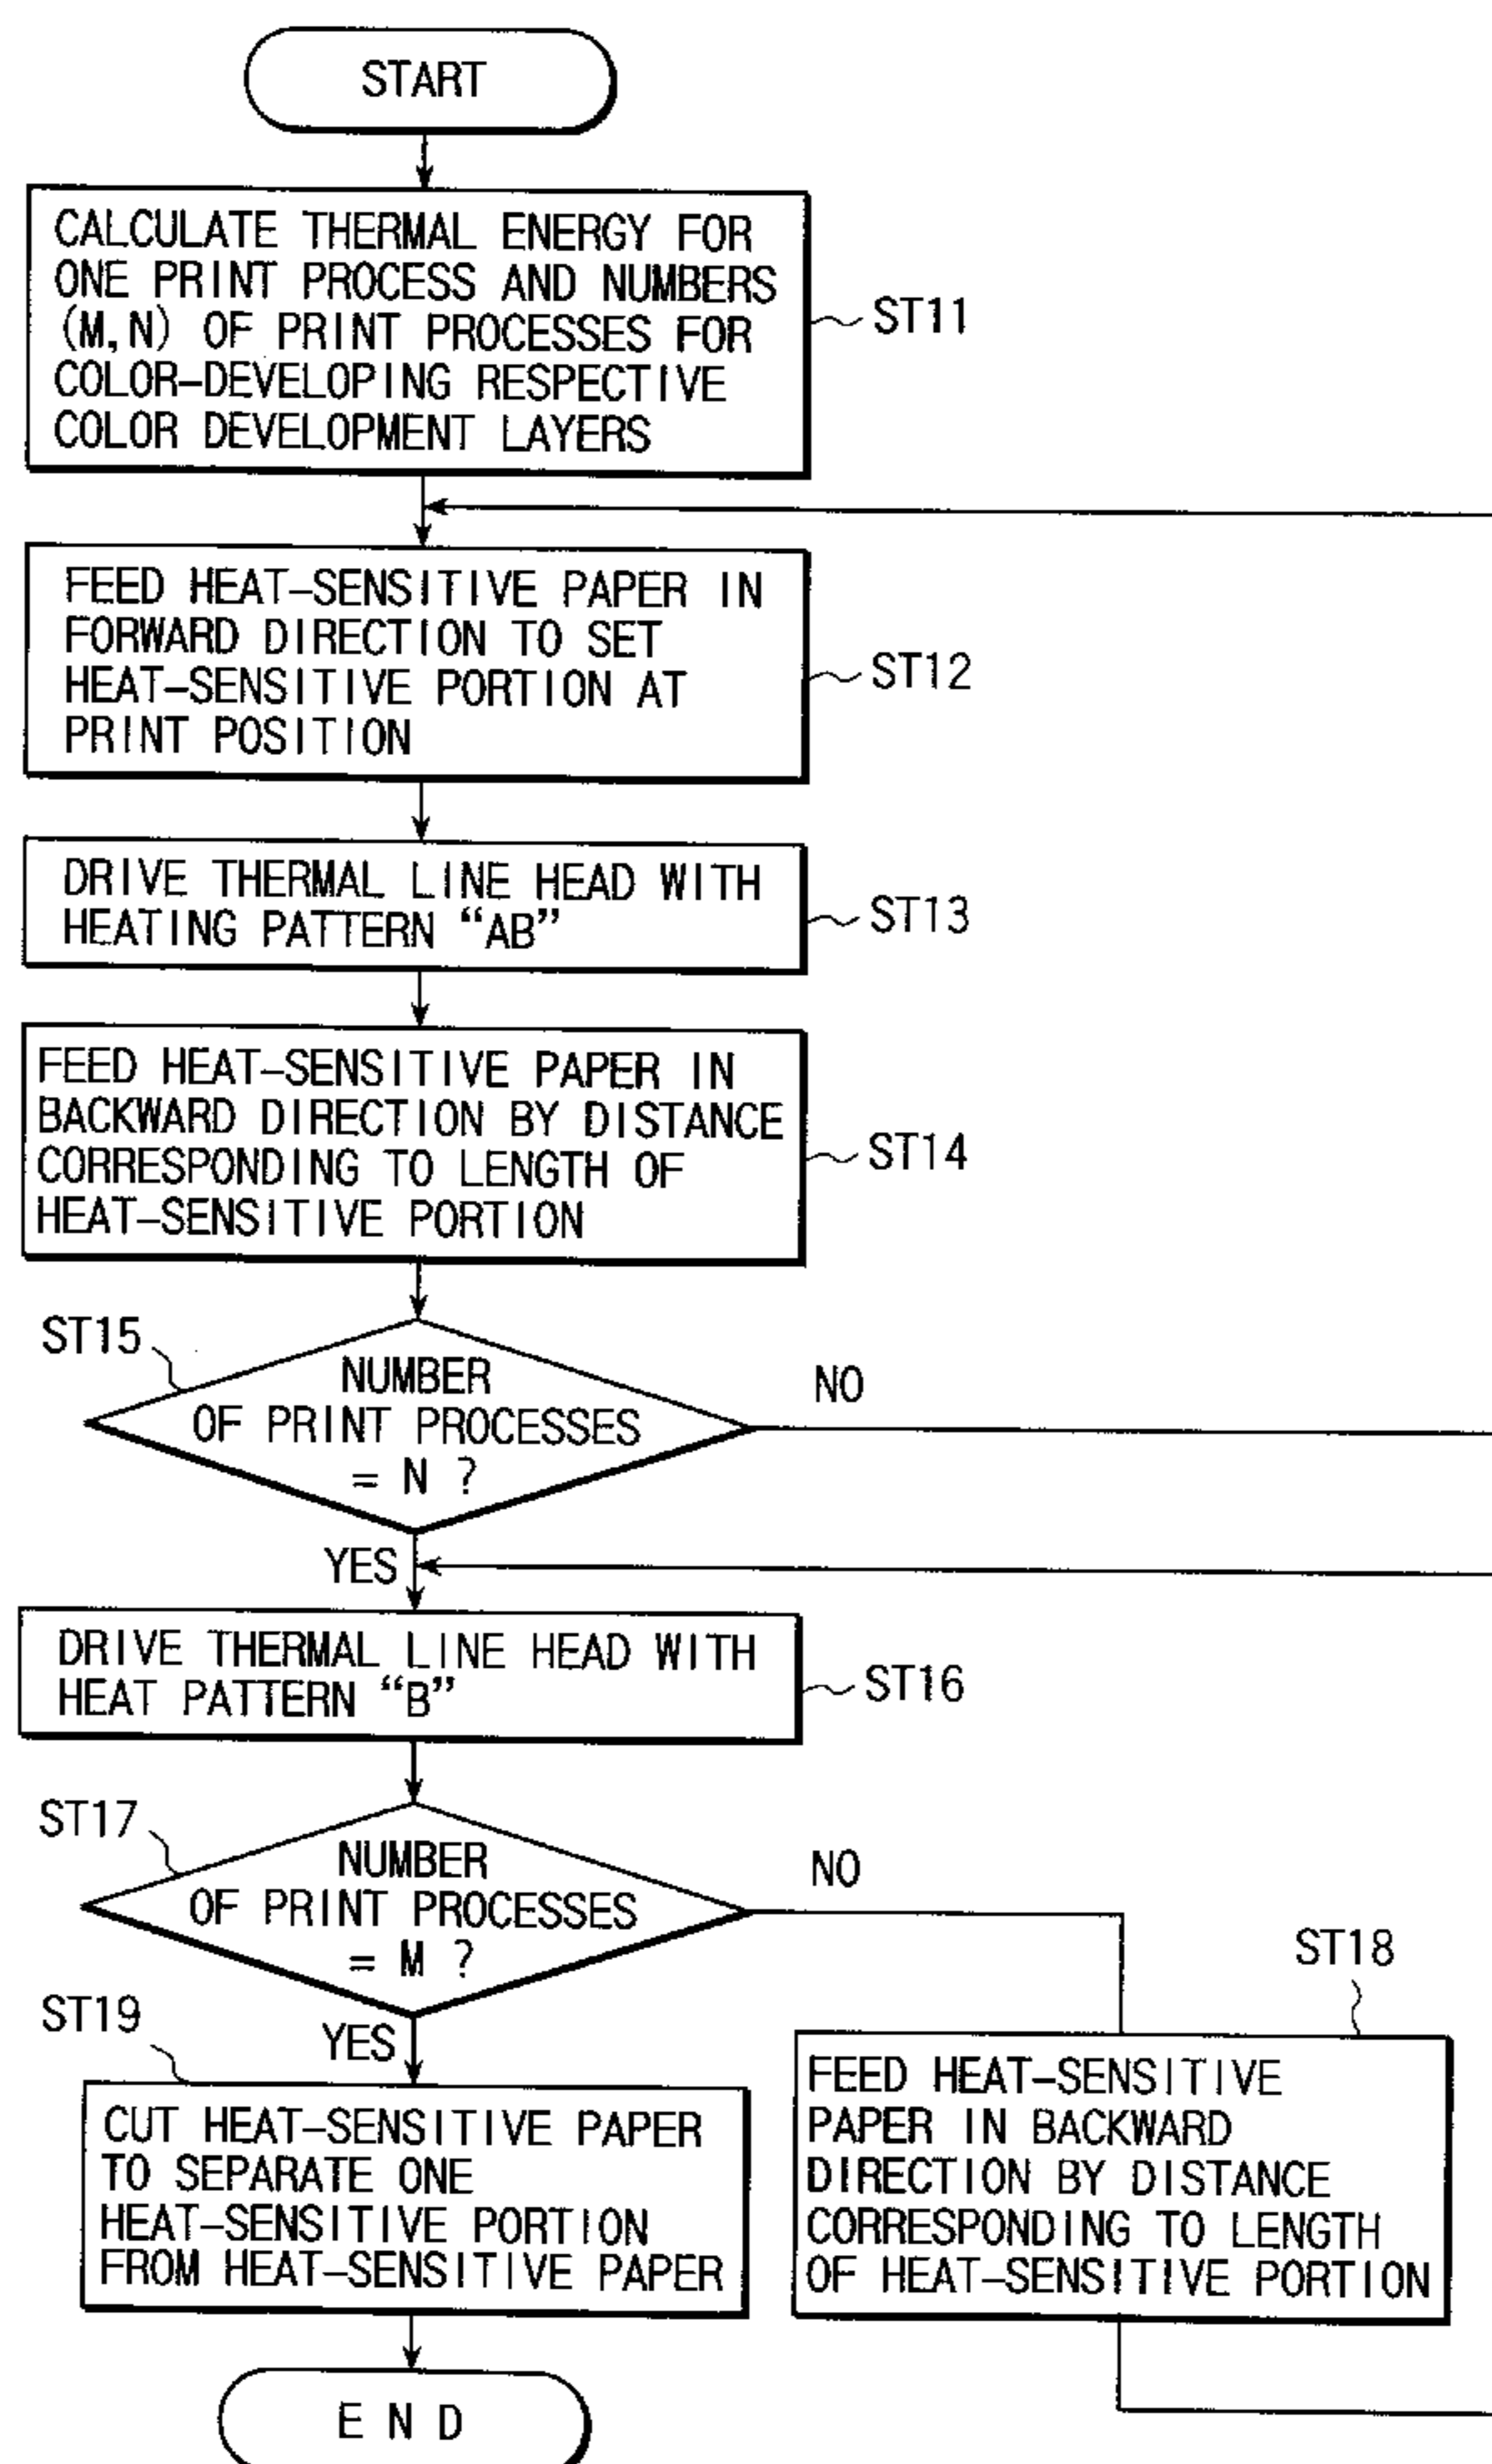 START
CALCULATE THERMAL ENERGY FOR
ONE PRINT PROCESS AND NUMBERS
(M,N) OF PRINT PROCESSES FOR
COLOR-DEVELOPING RESPECTIVE
COLOR DEVELOPMENT LAYERS
ST11
FEED HEAT-SENSITIVE PAPER IN
FORWARD DIRECTION TO SET
HEAT-SENSITIVE PORTION AT
PRINT POSITION
ST12
DRIVE THERMAL LINE HEAD WITH
HEATING PATTERN “AB”
ST13
FEED HEAT-SENSITIVE PAPER IN
BACKWARD DIRECTION BY DISTANCE
CORRESPONDING TO LENGTH OF
HEAT-SENSITIVE PORTION
ST14
ST15
NUMBER
OF PRINT PROCESSES
= N ?
NO
YES
DRIVE THERMAL LINE HEAD WITH
HEAT PATTERN “B”
ST16
ST17
NUMBER
OF PRINT PROCESSES
= M ?
NO
YES
ST18
FEED HEAT-SENSITIVE
PAPER IN BACKWARD
DIRECTION BY DISTANCE
CORRESPONDING TO LENGTH
OF HEAT-SENSITIVE PORTION
ST19
CUT HEAT-SENSITIVE PAPER
TO SEPARATE ONE
HEAT-SENSITIVE PORTION
FROM HEAT-SENSITIVE PAPER
END